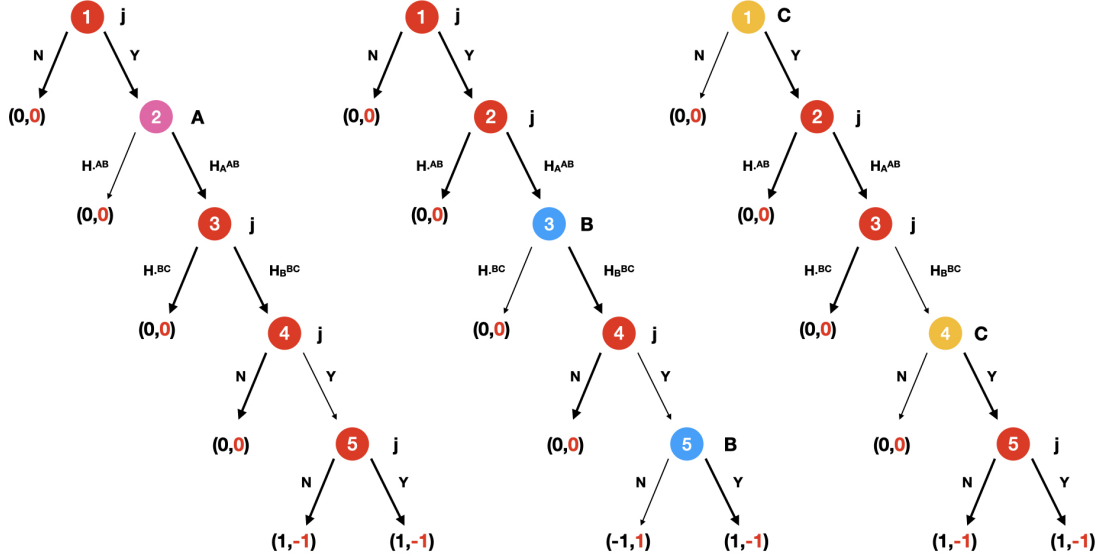 1 j 1 j 1 C
N Y N Y N Y
(0,0) 2 A (0,0) 2 j (0,0) 2 j
H·AB HAAB H·AB HAAB H·AB HAAB
(0,0) 3 j (0,0) 3 B (0,0) 3 j
H·BC HBBC H·BC HBBC H·BC HBBC
(0,0) 4 j (0,0) 4 j (0,0) 4 C
N Y N Y N Y
(0,0) 5 j (0,0) 5 B (0,0) 5 j
N Y N Y N Y
(1,-1) (1,-1) (-1,1) (1,-1) (1,-1) (1,-1)